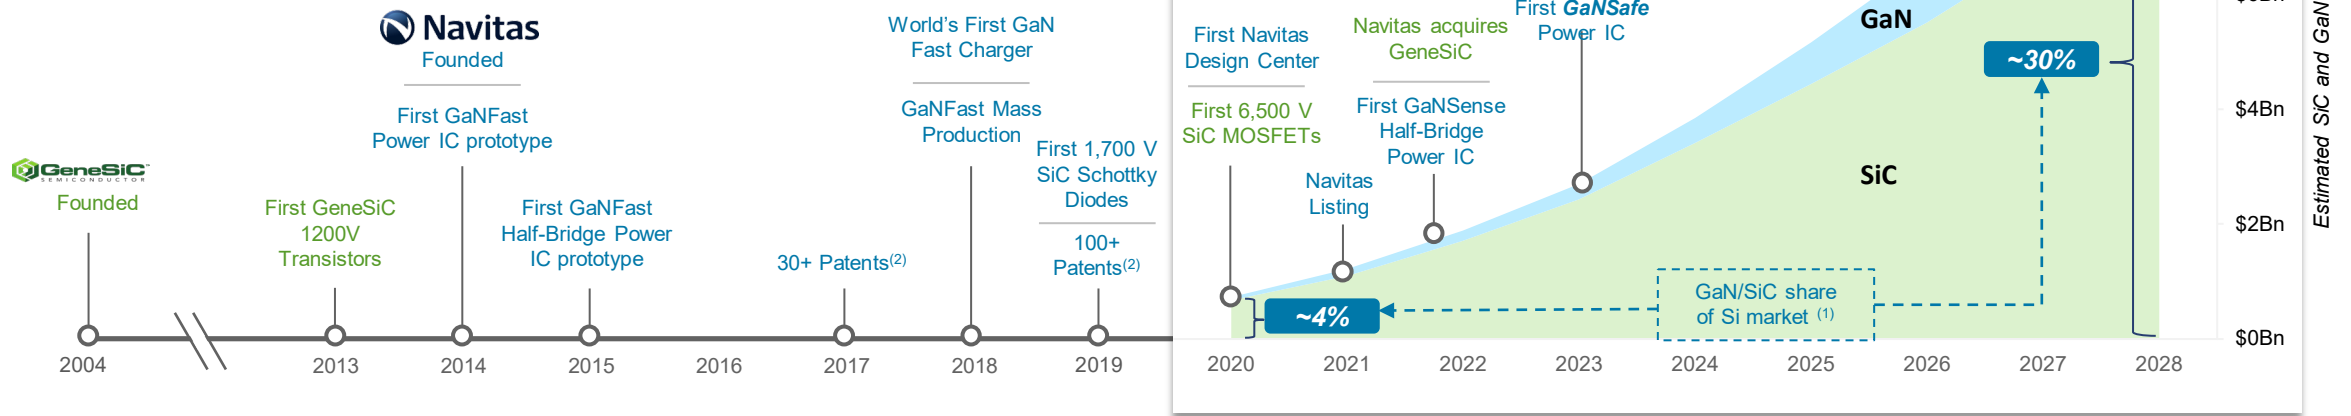 GeneSiC
SEMICONDUCTOR
Founded
First GeneSiC
1200V
Transistors
Navitas
Founded
First GaNFast
Power IC prototype
First GaNFast
Half-Bridge Power
IC prototype
30+ Patents(2)
World's First GaN
Fast Charger
GaNFast Mass
Production
First 1,700 V
SiC Schottky
Diodes
100+
Patents(2)
First Navitas
Design Center
First 6,500 V
SiC MOSFETs
Navitas
Listing
Navitas acquires
GeneSiC
First GaNSense
Half-Bridge
Power IC
First GaNSafe
Power IC
GaN
SiC
~4%
GaN/SiC share
of Si market (1)
~30%
$4Bn
$2Bn
$0Bn
Estimated SiC and GaN
2004
2013
2014
2015
2016
2017
2018
2019
2020
2021
2022
2023
2024
2025
2026
2027
2028